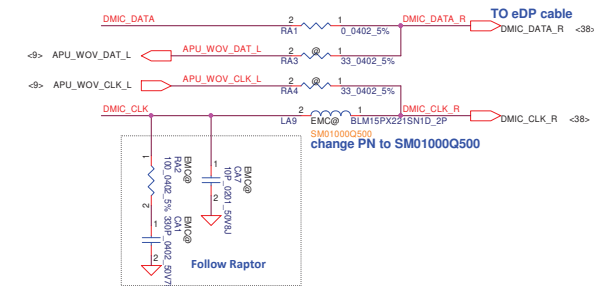 TO eDP cable
DMIC_DATA 2 1 DMIC_DATA_R
RA1 0_0402_5% DMIC_DATA_R <38>
<9> APU_WOV_DAT_L APU_WOV_DAT_L 2 @ 1
RA3 33_0402_5%
<9> APU_WOV_CLK_L APU_WOV_CLK_L 2 @ 1
RA4 33_0402_5%
DMIC_CLK 2 1 DMIC_CLK_R
LA9 EMC@ BLM15PX221SN1D_2P DMIC_CLK_R <38>
SM01000Q500
change PN to SM01000Q500
1
2
EMC@
RA2
100_0402_5%
1
2
EMC@
CA1
330P_0402_50V7
1
2
EMC@
CA7
10P_0201_50V8J
Follow Raptor